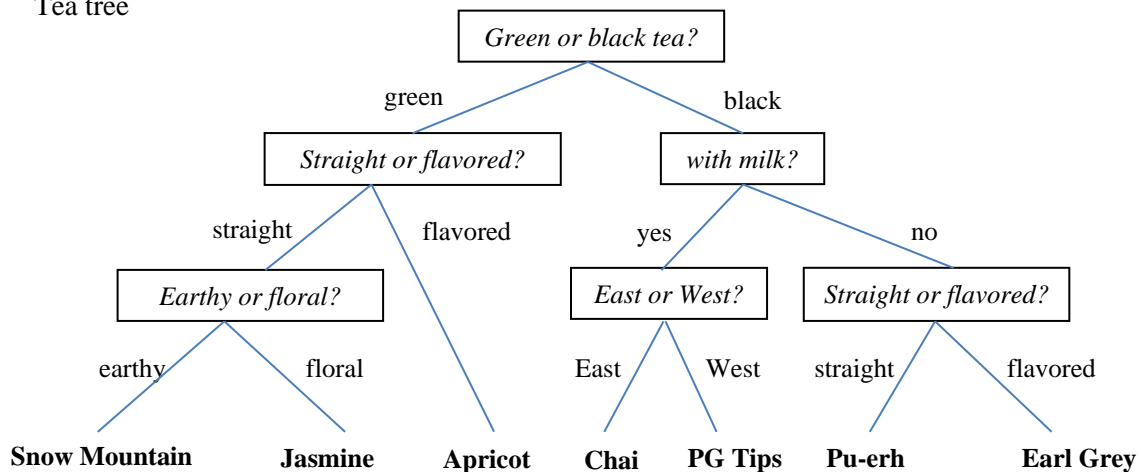 Tea tree
Green or black tea?
green
black
Straight or flavored?
with milk?
straight
flavored
yes
no
Earthy or floral?
East or West?
Straight or flavored?
earthy
floral
East
West
straight
flavored
Snow Mountain
Jasmine
Apricot
Chai
PG Tips
Pu-erh
Earl Grey